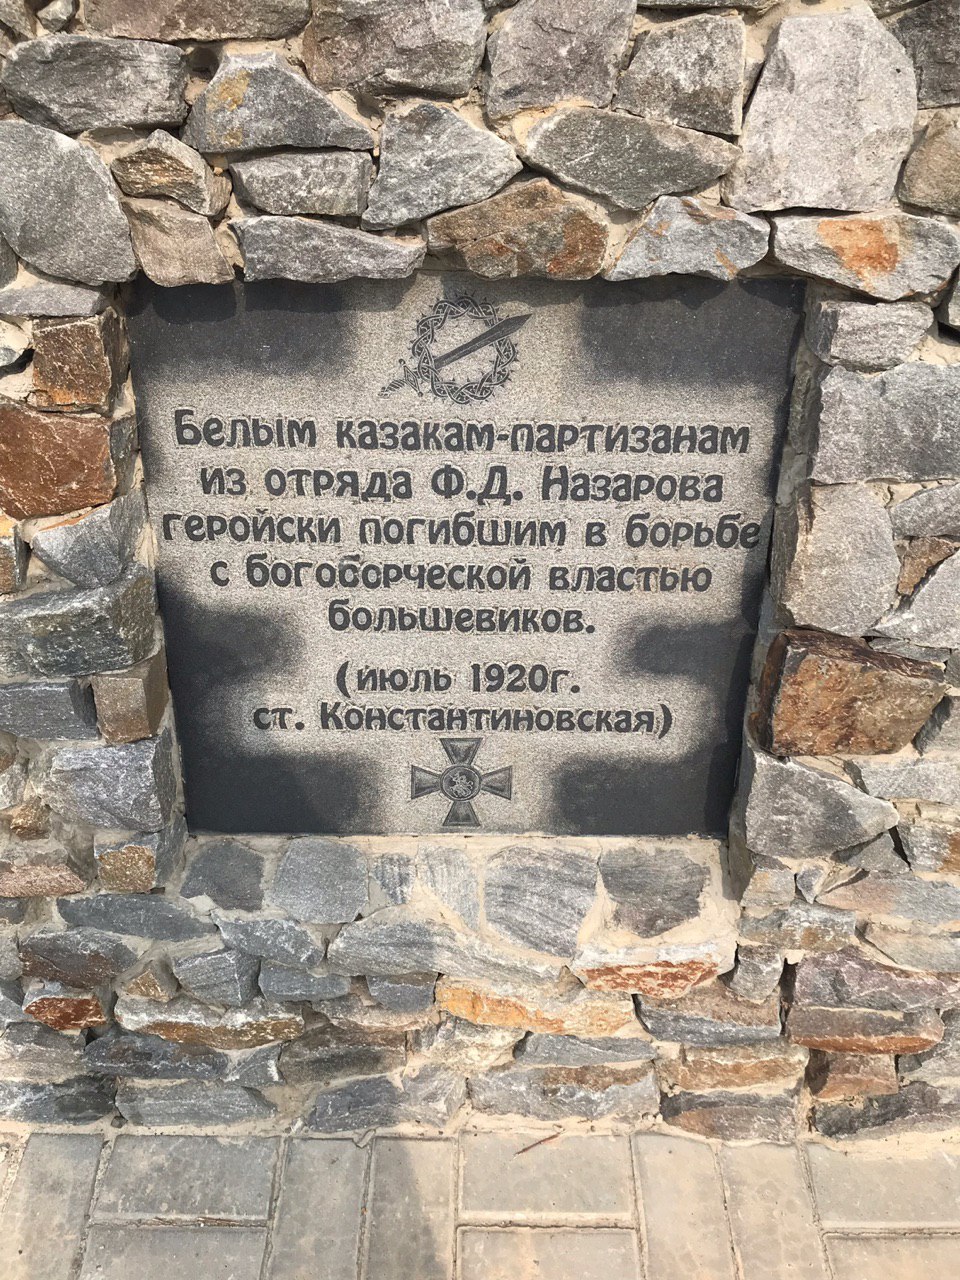 Белым казакам-партизанам
из отряда Ф.Д. Назарова
геройски погибшим в борьбе
с богоборческой властью
большевиков.
(июль 1920г.
ст. Константиновская)